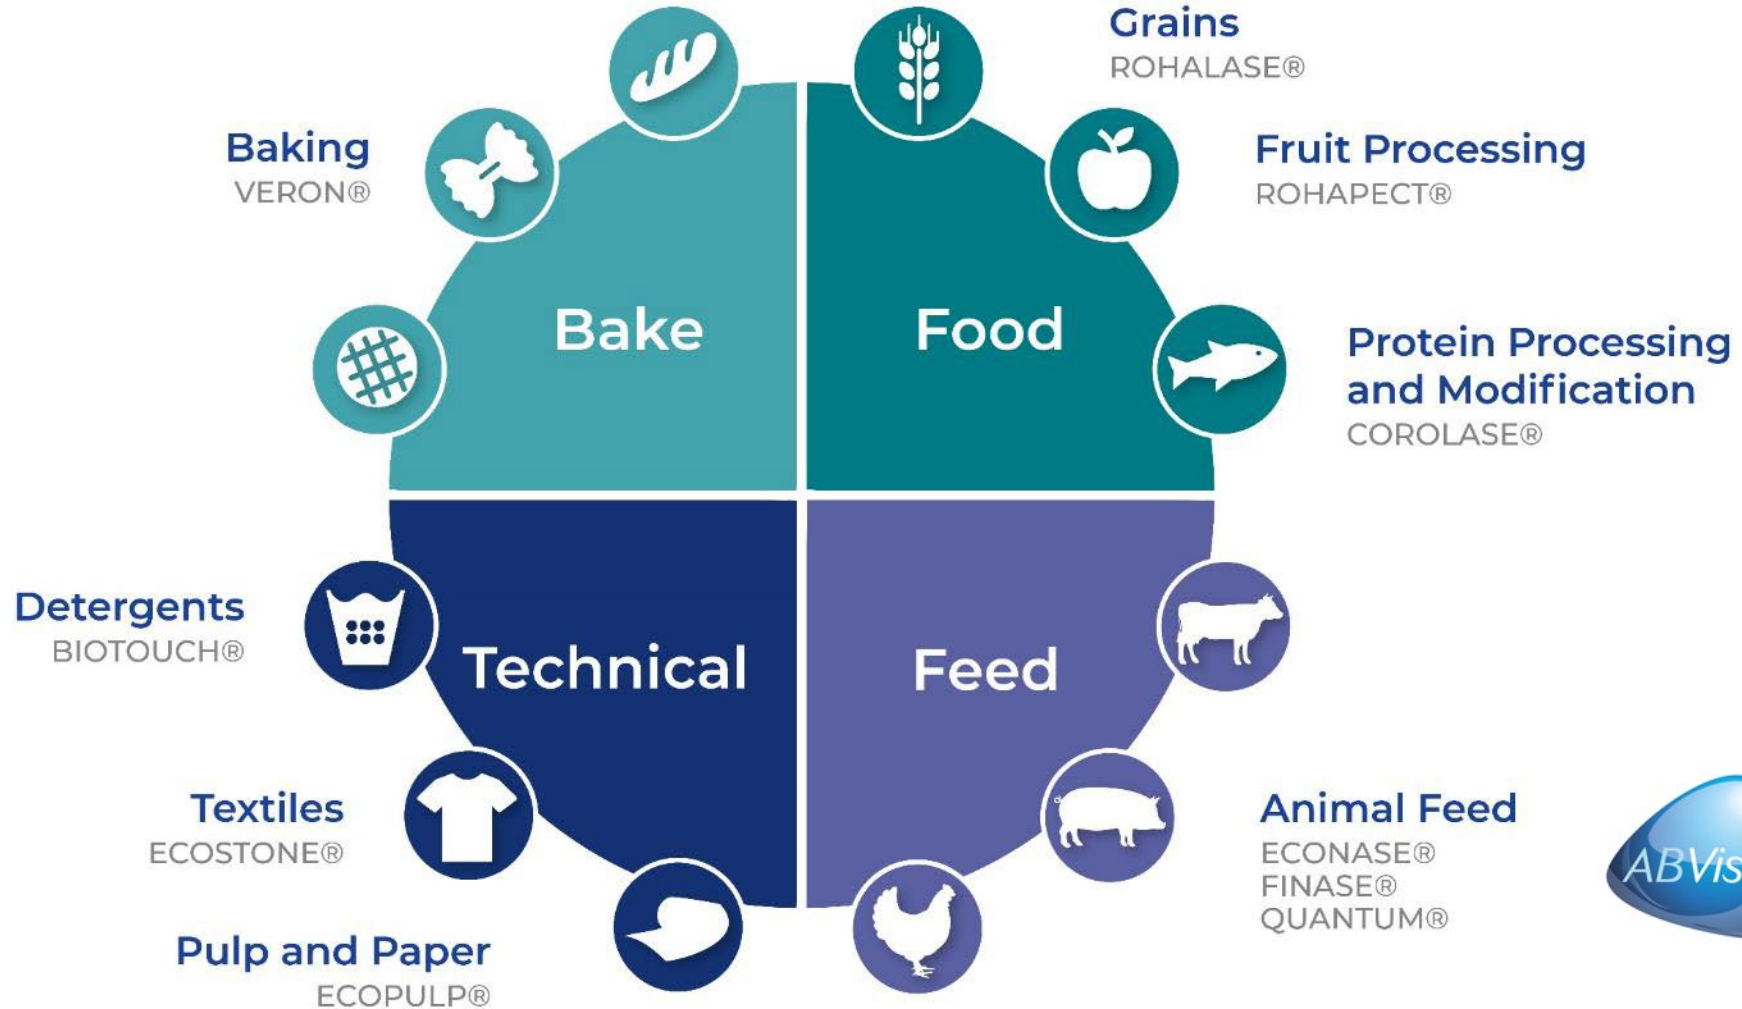 Grains
ROHALASE®
Baking
VERON®
Fruit Processing
ROHAPECT®
Bake
Food
Protein Processing
and Modification
COROLASE®
Detergents
BIOTOUCH®
Technical
Feed
Textiles
ECOSTONE®
Animal Feed
ECONASE®
FINASE®
QUANTUM®
ABVis
Pulp and Paper
ECOPULP®